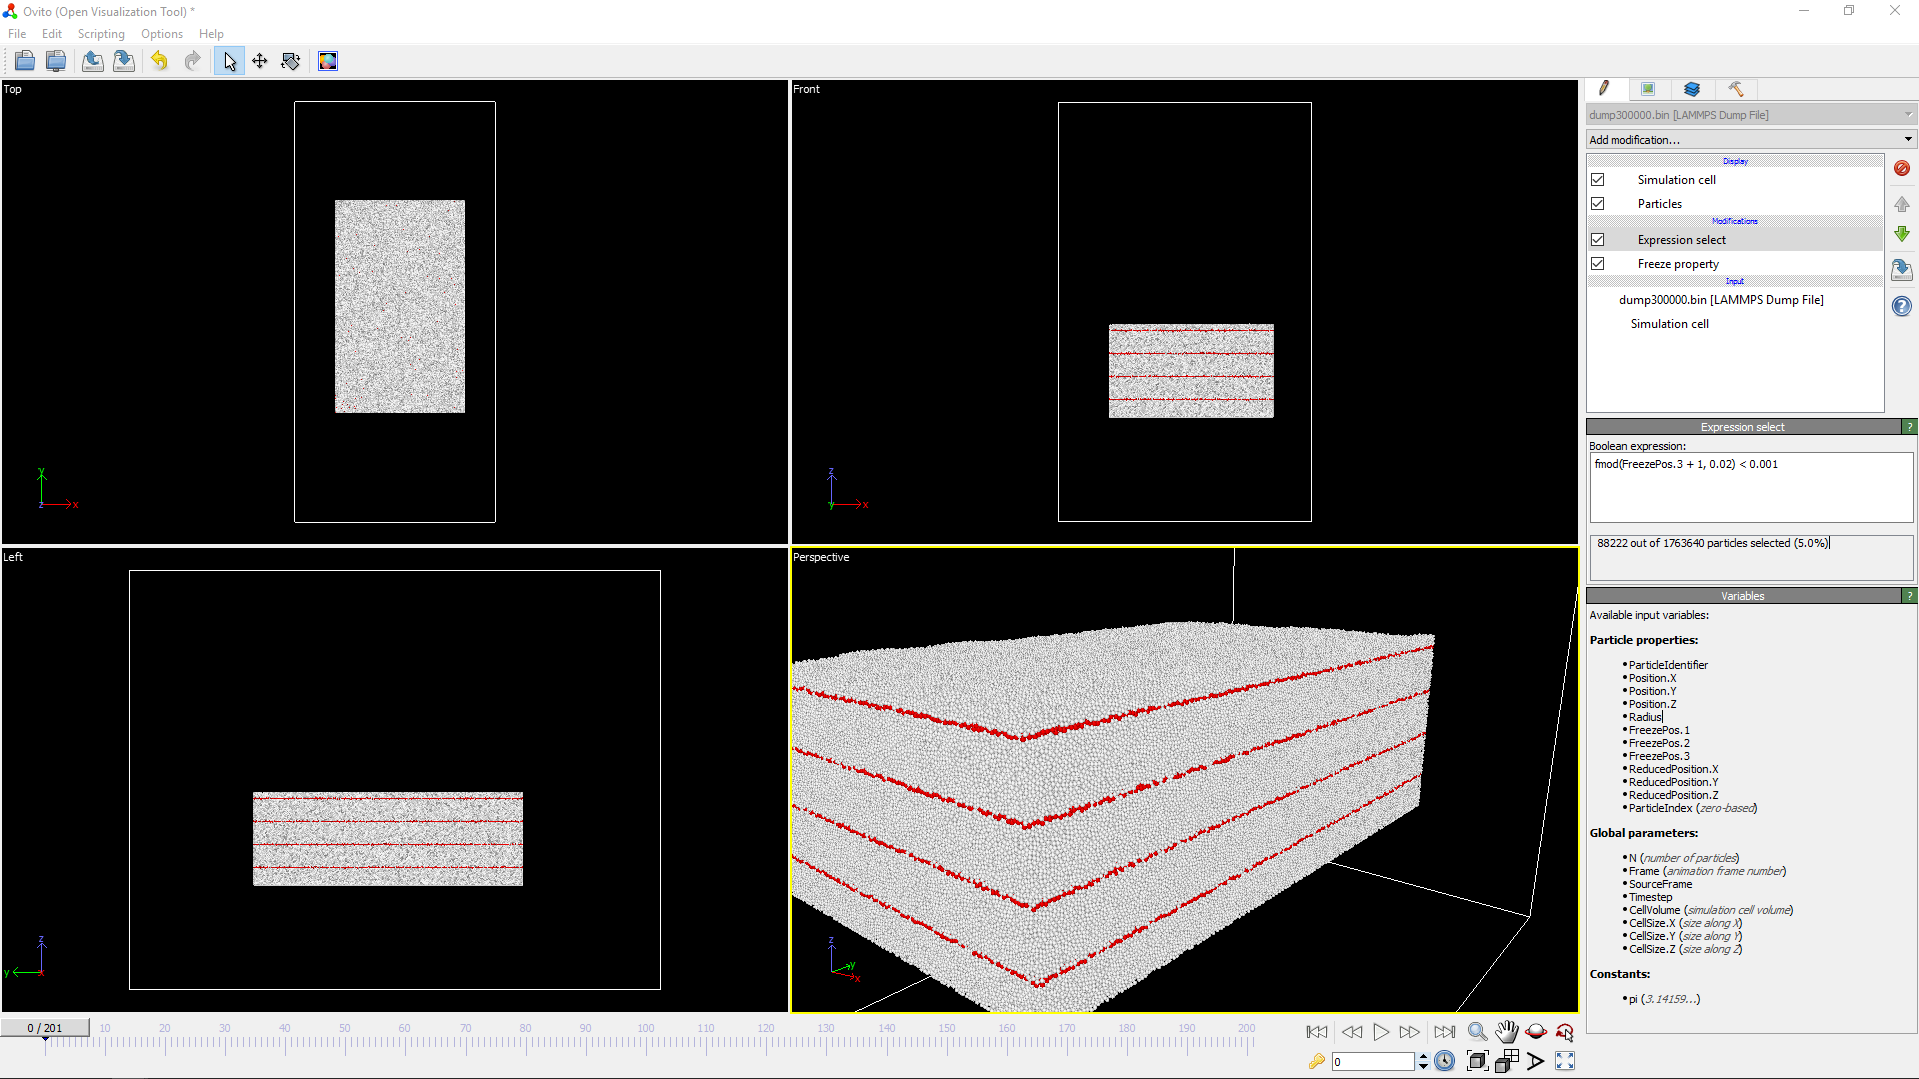 Ovito (Open Visualization Tool) *
File Edit Scripting Options Help
Top
y
z
x
Front
z
y
x
Left
z
y
x
Perspective
z
y
x
dump300000.bin [LAMMPS Dump File]
Add modification...
Display
Simulation cell
Particles
Modifications
Expression select
Freeze property
Input
dump300000.bin [LAMMPS Dump File]
Simulation cell
Expression select ?
Boolean expression:
fmod(FreezePos.3 + 1, 0.02) < 0.001
88222 out of 1763640 particles selected (5.0%)
Variables ?
Available input variables:
Particle properties:
• ParticleIdentifier
• Position.X
• Position.Y
• Position.Z
• Radius
• FreezePos.1
• FreezePos.2
• FreezePos.3
• ReducedPosition.X
• ReducedPosition.Y
• ReducedPosition.Z
• ParticleIndex (zero-based)
Global parameters:
• N (number of particles)
• Frame (animation frame number)
• SourceFrame
• Timestep
• CellVolume (simulation cell volume)
• CellSize.X (size along X)
• CellSize.Y (size along Y)
• CellSize.Z (size along Z)
Constants:
• pi (3.14159...)
0 / 201 10 20 30 40 50 60 70 80 90 100 110 120 130 140 150 160 170 180 190 200
0